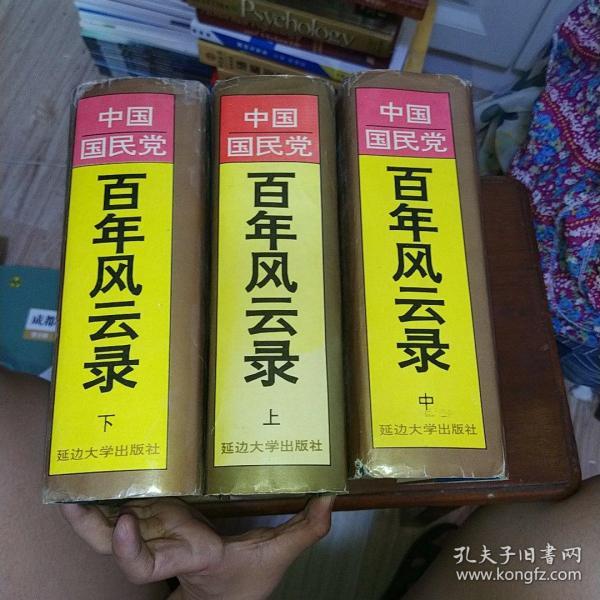 Psychology
中国
国民党
百年风云录
下
延边大学出版社
中国
国民党
百年风云录
上
延边大学出版社
中国
国民党
百年风云录
中
延边大学出版社
成都
孔夫子旧书网
www.kongfz.com